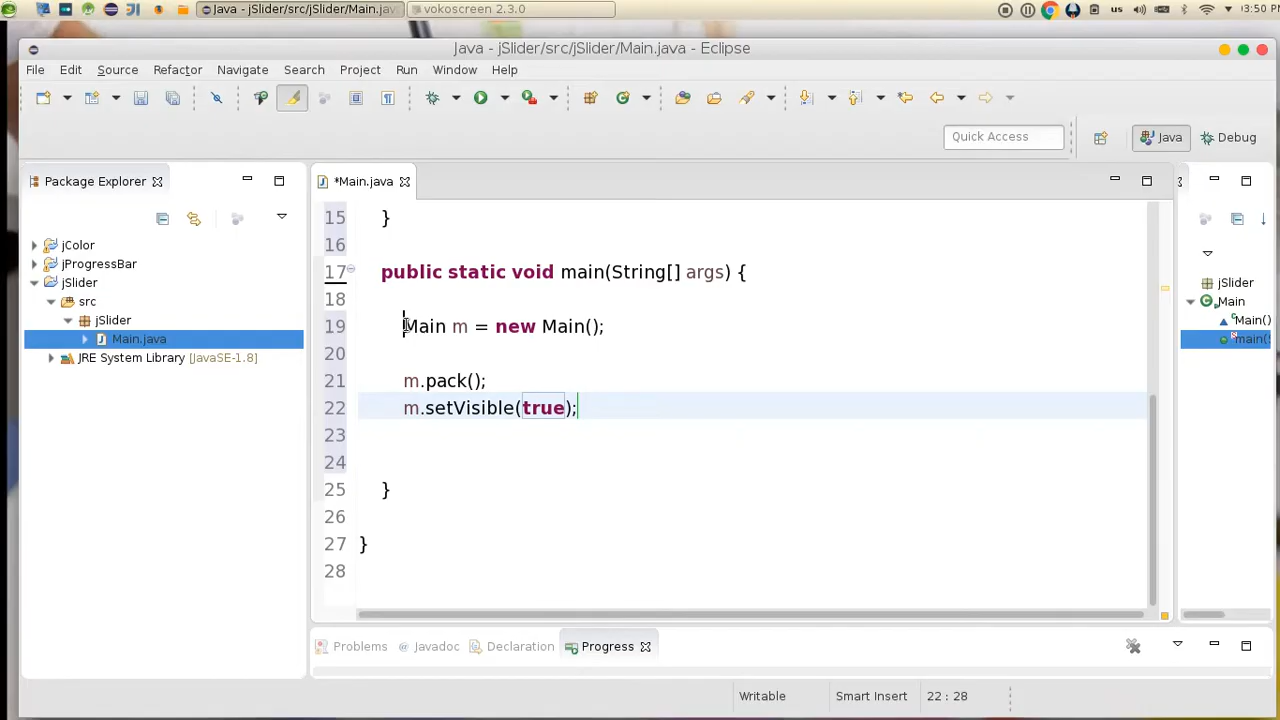 Java - jSlider/src/jSlider/Main.jav
vokoscreen 2.3.0
us
3:50 PM
Java - jSlider/src/jSlider/Main.java - Eclipse
File Edit Source Refactor Navigate Search Project Run Window Help
Quick Access
Java
Debug
Package Explorer
*Main.java
jColor
jProgressBar
jSlider
src
jSlider
Main.java
JRE System Library [JavaSE-1.8]
15 }
16
17 public static void main(String[] args) {
18
19 Main m = new Main();
20
21 m.pack();
22 m.setVisible(true);
23
24
25 }
26
27 }
28
jSlider
Main
Main()
main(S
Problems
Javadoc
Declaration
Progress
Writable
Smart Insert
22 : 28